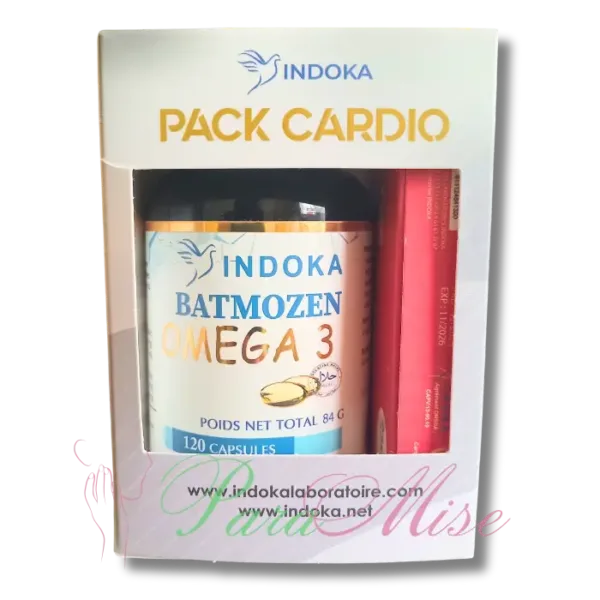 INDOKA
PACK CARDIO
INDOKA
BATMOZEN
OMEGA 3
حلال
POIDS NET TOTAL 84 G
120 CAPSULES
EXP : 11/2026
www.indokalaboratoire.com
www.indoka.net
Para Mise